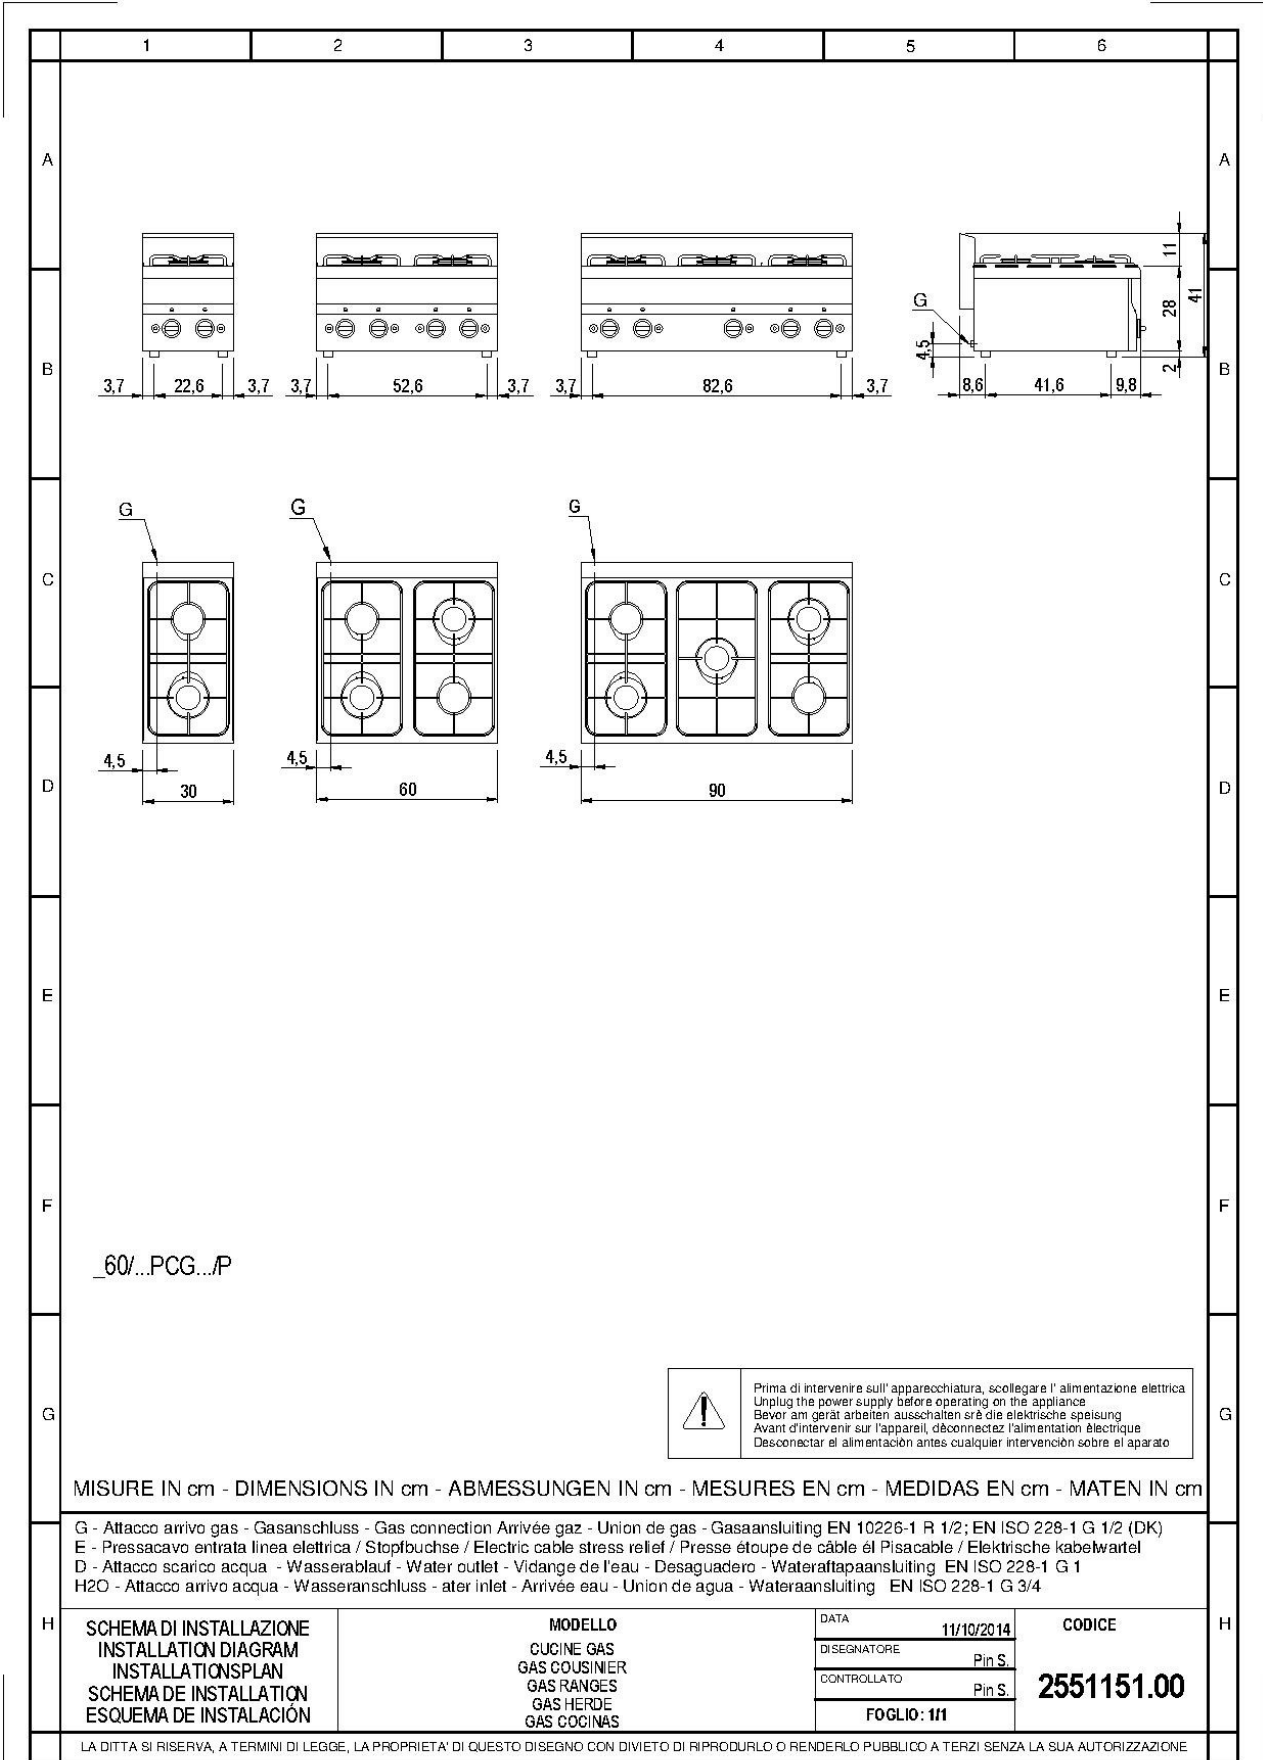 1 2 3 4 5 6
A A
11
28
41
G
4,5
2
B B
3,7 22,6 3,7 3,7 52,6 3,7 3,7 82,6 3,7 8,6 41,6 9,8
G G G
C C
4,5 4,5 4,5
D D
30 60 90
E E
F F
_60/...PCG.../P
Prima di intervenire sull' apparecchiatura, scollegare l' alimentazione elettrica
Unplug the power supply before operating on the appliance
G G
Bevor am gerät arbeiten ausschalten srè die elektrische speisung
Avant d'intervenir sur l'appareil, dèconnectez l'alimentation èlectrique
Desconectar el alimentaciòn antes cualquier intervenciòn sobre el aparato
MISURE IN cm - DIMENSIONS IN cm - ABMESSUNGEN IN cm - MESURES EN cm - MEDIDAS EN cm - MATEN IN cm
G - Attacco arrivo gas - Gasanschluss - Gas connection Arrivée gaz - Union de gas - Gasaansluiting EN 10226-1 R 1/2; EN ISO 228-1 G 1/2 (DK)
E - Pressacavo entrata linea elettrica / Stopfbuchse / Electric cable stress relief / Presse étoupe de câble él Pisacable / Elektrische kabelwartel
D - Attacco scarico acqua - Wasserablauf - Water outlet - Vidange de l'eau - Desaguadero - Wateraftapaansluiting EN ISO 228-1 G 1
H2O - Attacco arrivo acqua - Wasseranschluss - ater inlet - Arrivée eau - Union de agua - Wateraansluiting EN ISO 228-1 G 3/4
H H
SCHEMA DI INSTALLAZIONE
INSTALLATION DIAGRAM
INSTALLATIONSPLAN
SCHEMA DE INSTALLATION
ESQUEMA DE INSTALACIÓN
MODELLO
CUCINE GAS
GAS COUSINIER
GAS RANGES
GAS HERDE
GAS COCINAS
DATA 11/10/2014
DISEGNATORE Pin S.
CONTROLLATO Pin S.
FOGLIO: 1/1
CODICE
2551151.00
LA DITTA SI RISERVA, A TERMINI DI LEGGE, LA PROPRIETA' DI QUESTO DISEGNO CON DIVIETO DI RIPRODURLO O RENDERLO PUBBLICO A TERZI SENZA LA SUA AUTORIZZAZIONE